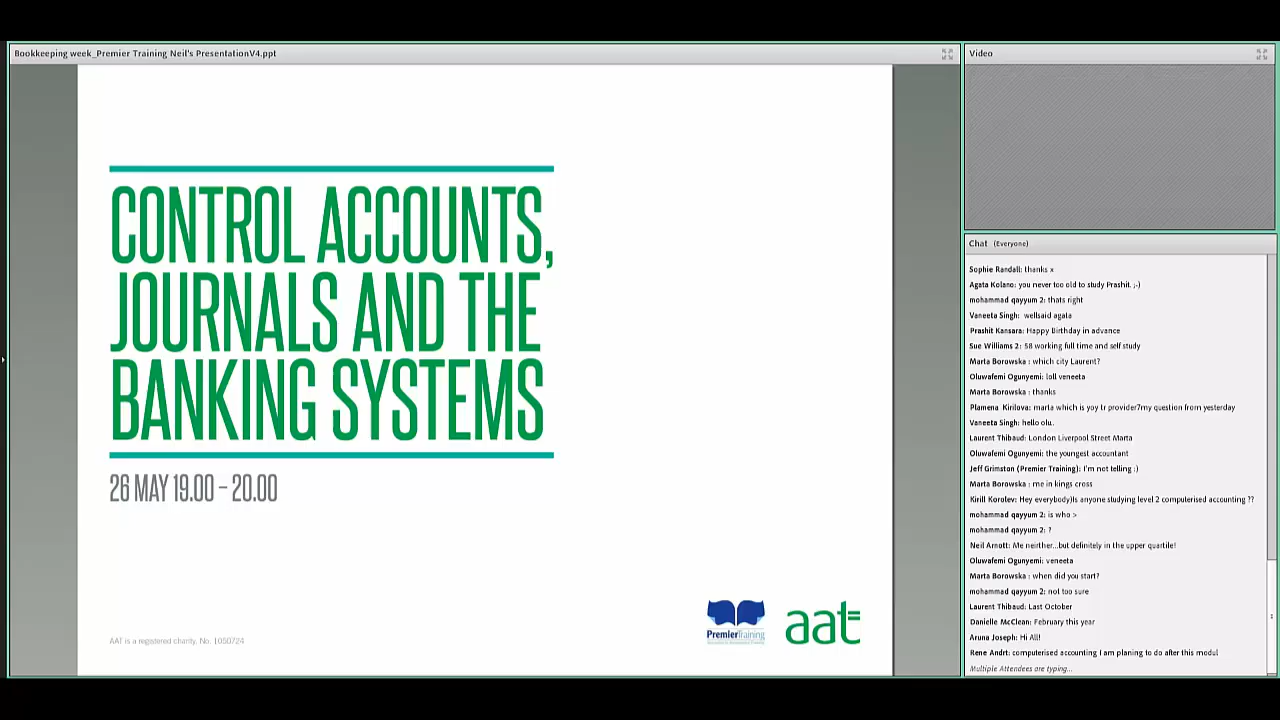 Bookkeeping week_Premier Training Neil's PresentationV4.ppt
CONTROL ACCOUNTS,
JOURNALS AND THE
BANKING SYSTEMS
26 MAY 19.00 – 20.00
AAT is a registered charity. No. 1050724
PremierTraining
aat
Video
Chat (Everyone)
Sophie Randall: thanks x
Agata Kolano: you never too old to study Prashit. ;-)
mohammad qayyum 2: thats right
Vaneeta Singh: wellsaid agala
Prashit Kansara: Happy Birthday in advance
Sue Williams 2: 58 working full time and self study
Marta Borowska : which city Laurent?
Oluwafemi Ogunyemi: loll veneeta
Marta Borowska : thanks
Plamena Kirilova: marta which is yoy tr provider7my question from yesterday
Vaneeta Singh: hello olu.
Laurent Thibaud: London Liverpool Street Marta
Oluwafemi Ogunyemi: the youngest accountant
Jeff Grimston (Premier Training): I'm not telling :)
Marta Borowska : me in kings cross
Kirill Korolev: Hey everybody)Is anyone studying level 2 computerised accounting ??
mohammad qayyum 2: is who >
mohammad qayyum 2: ?
Neil Arnott: Me neirther...but definitely in the upper quartile!
Oluwafemi Ogunyemi: veneeta
Marta Borowska : when did you start?
mohammad qayyum 2: not too sure
Laurent Thibaud: Last October
Danielle McClean: February this year
Aruna Joseph: Hi All!
Rene Andrt: computerised accounting I am planing to do after this modul
Multiple Attendees are typing...